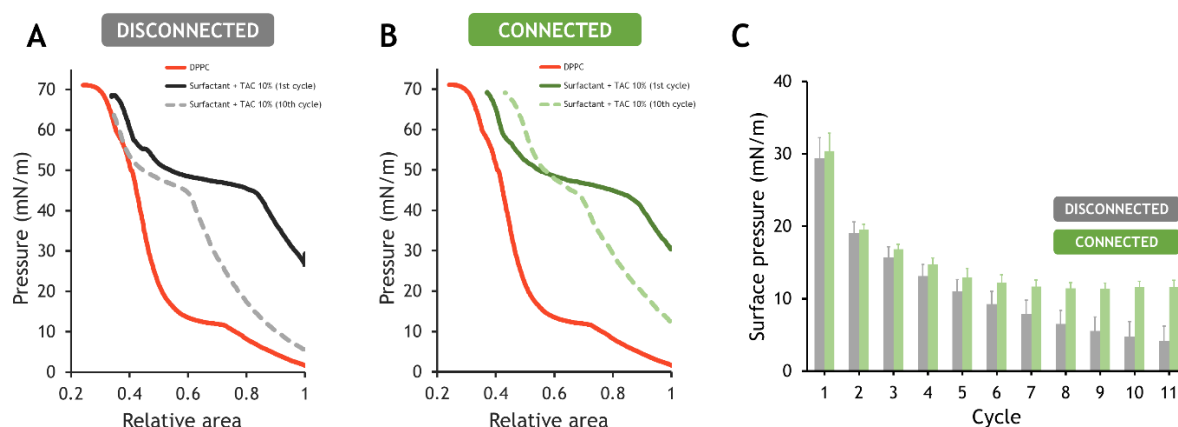 A
DISCONNECTED
Pressure (mN/m)
70
60
50
40
30
20
10
0
DPPC
Surfactant + TAC 10% (1st cycle)
Surfactant + TAC 10% (10th cycle)
0.2
0.4
0.6
0.8
1
Relative area
B
CONNECTED
Pressure (mN/m)
70
60
50
40
30
20
10
0
DPPC
Surfactant + TAC 10% (1st cycle)
Surfactant + TAC 10% (10th cycle)
0.2
0.4
0.6
0.8
1
Relative area
C
Surface pressure (mN/m)
40
30
20
10
0
DISCONNECTED
CONNECTED
1
2
3
4
5
6
7
8
9
10
11
Cycle